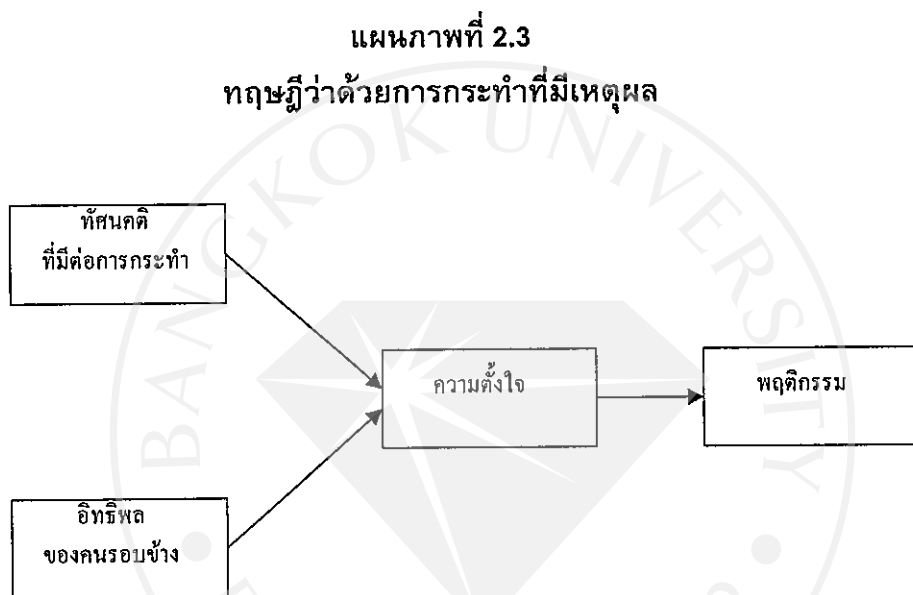 แผนภาพที่ 2.3
ทฤษฎีว่าด้วยการกระทำที่มีเหตุผล
BANGKOK UNIVERSITY
ทัศนคติ
ที่มีต่อการกระทำ
ความตั้งใจ
พฤติกรรม
อิทธิพล
ของคนรอบข้าง